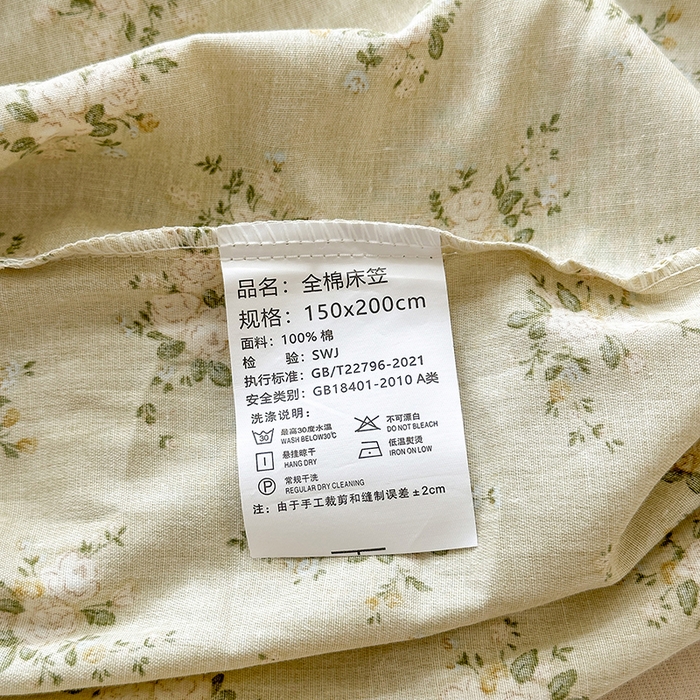 品名：全棉床笠
规格：150x200cm
面料：100% 棉
检 验：SWJ
执行标准：GB/T22796-2021
安全类别：GB18401-2010 A类
洗涤说明：
30 最高30度水温 不可漂白
WASH BELOW30℃ DO NOT BLEACH
悬挂晾干 低温熨烫
HANG DRY IRON ON LOW
P 常规干洗
REGULAR DRY CLEANING
注：由于手工裁剪和缝制误差±2cm